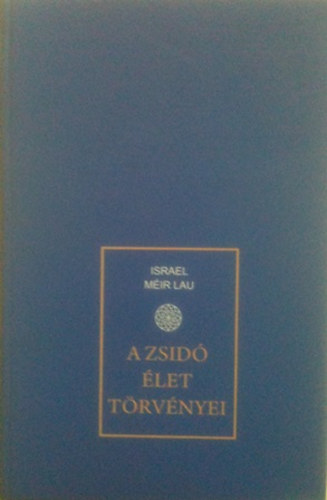 ISRAEL
MÉIR LAU
A ZSIDÓ
ÉLET
TÖRVÉNYEI